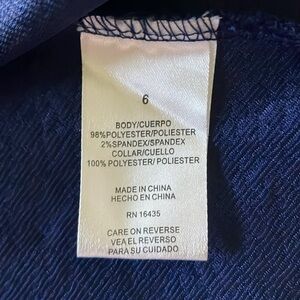 6
BODY/CUERPO
98%POLYESTER/POLIESTER
2%SPANDEX/SPANDEX
COLLAR/CUELLO
100% POLYESTER/ POLIESTER
MADE IN CHINA
HECHO EN CHINA
RN 16435
CARE ON REVERSE
VEA EL REVERSO
PARA SU CUIDADO